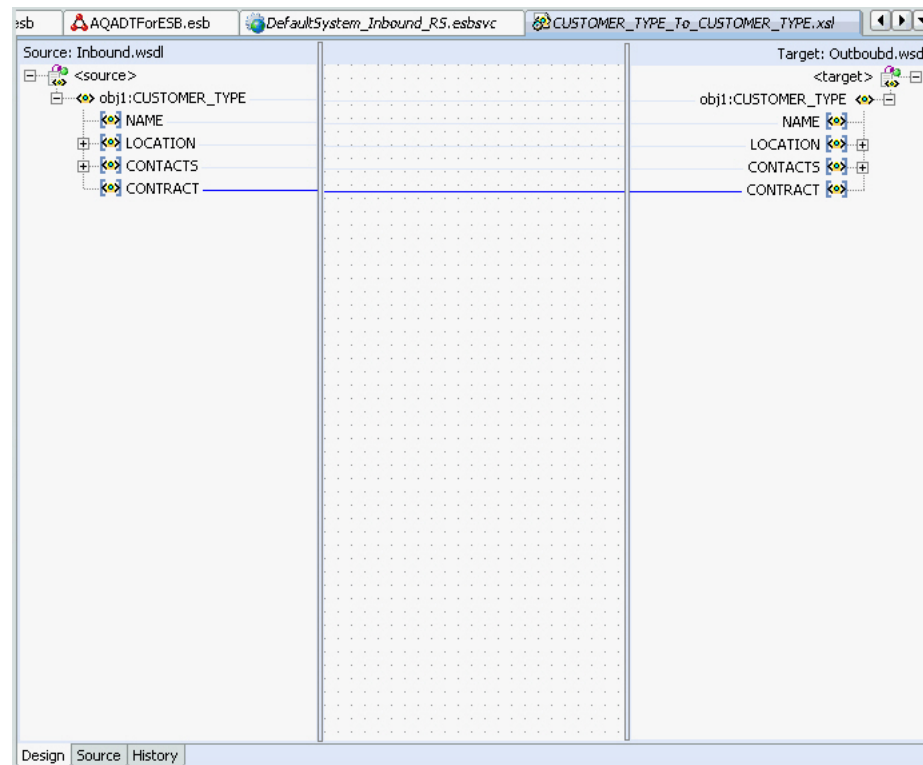 esb AQADTForESB.esb DefaultSystem_Inbound_RS.esbsvc CUSTOMER_TYPE_To_CUSTOMER_TYPE.xsl
Source: Inbound.wsdl Target: Outboubd.wsd
<source> <target>
obj1:CUSTOMER_TYPE obj1:CUSTOMER_TYPE
NAME NAME
LOCATION LOCATION
CONTACTS CONTACTS
CONTRACT CONTRACT
Design Source History